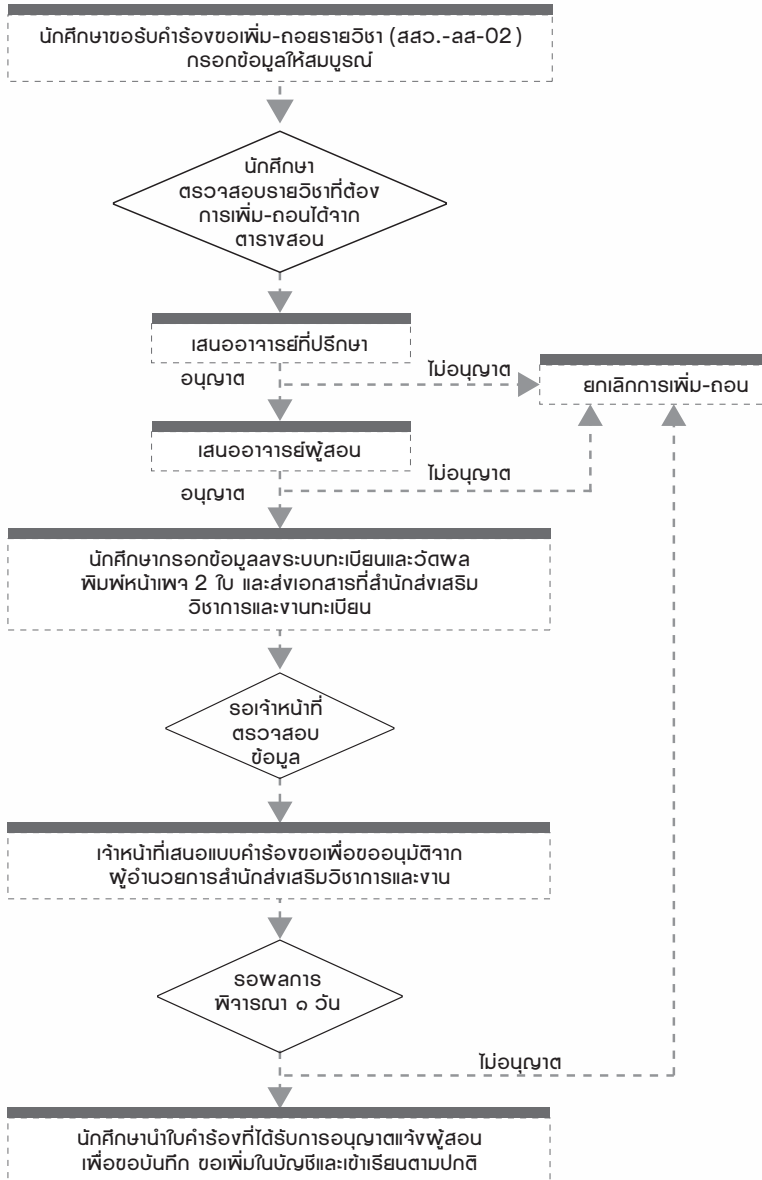 นักศึกษาขอรับคำร้องขอเพิ่ม-ถอยรายวิชา (สสว.-ลส-02)
กรอกข้อมูลให้สมบูรณ์
นักศึกษา
ตรวจสอบรายวิชาที่ต้อง
การเพิ่ม-ถอนได้จาก
ตารางสอน
เสนออาจารย์ที่ปรึกษา
อนุญาต
ไม่อนุญาต
ยกเลิกการเพิ่ม-ถอน
เสนออาจารย์ผู้สอน
อนุญาต
ไม่อนุญาต
นักศึกษากรอกข้อมูลลงระบบทะเบียนและวัดผล
พิมพ์หน้าเพจ 2 ใบ และส่งเอกสารที่สำนักส่งเสริม
วิชาการและงานทะเบียน
รอเจ้าหน้าที่
ตรวจสอบ
ข้อมูล
เจ้าหน้าที่เสนอแบบคำร้องขอเพื่อขออนุมัติจาก
ผู้อำนวยการสำนักส่งเสริมวิชาการและงาน
รอผลการ
พิจารณา ๑ วัน
ไม่อนุญาต
นักศึกษานำใบคำร้องที่ได้รับการอนุญาตแจ้งผู้สอน
เพื่อขอบันทึก ขอเพิ่มในบัญชีและเข้าเรียนตามปกติ